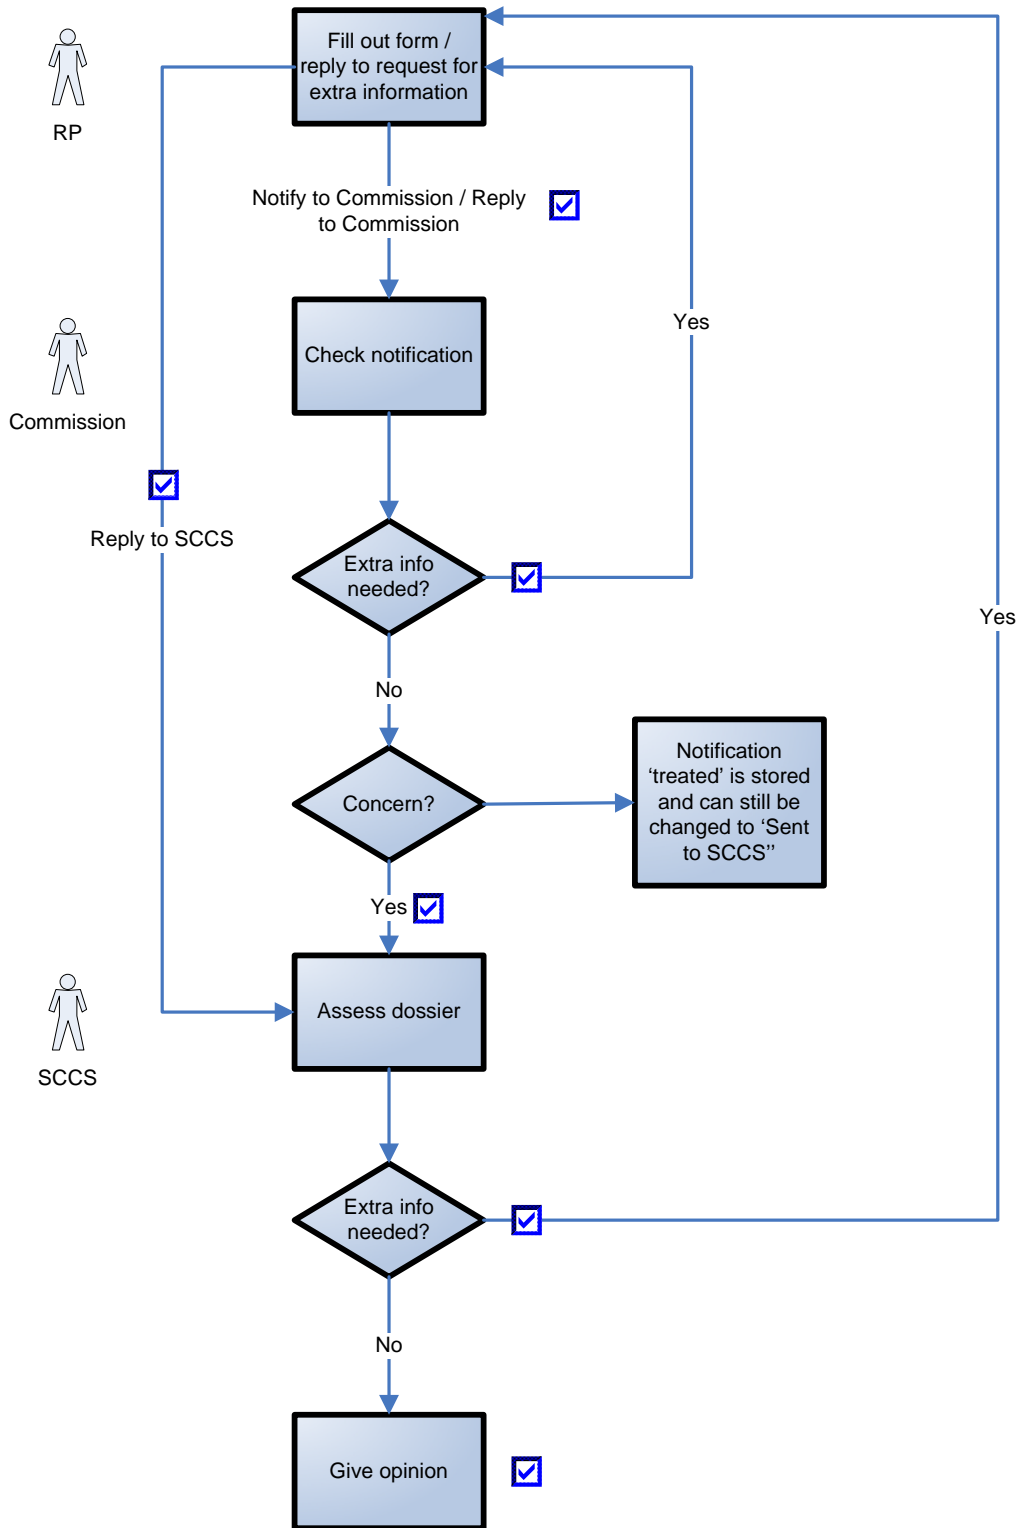 Fill out form /
reply to request for
extra information
RP
Notify to Commission / Reply
to Commission
Yes
Check notification
Commission
Reply to SCCS
Extra info
needed?
Yes
No
Notification
‘treated’ is stored
and can still be
changed to ‘Sent
to SCCS’’
Concern?
Yes
Assess dossier
SCCS
Extra info
needed?
No
Give opinion